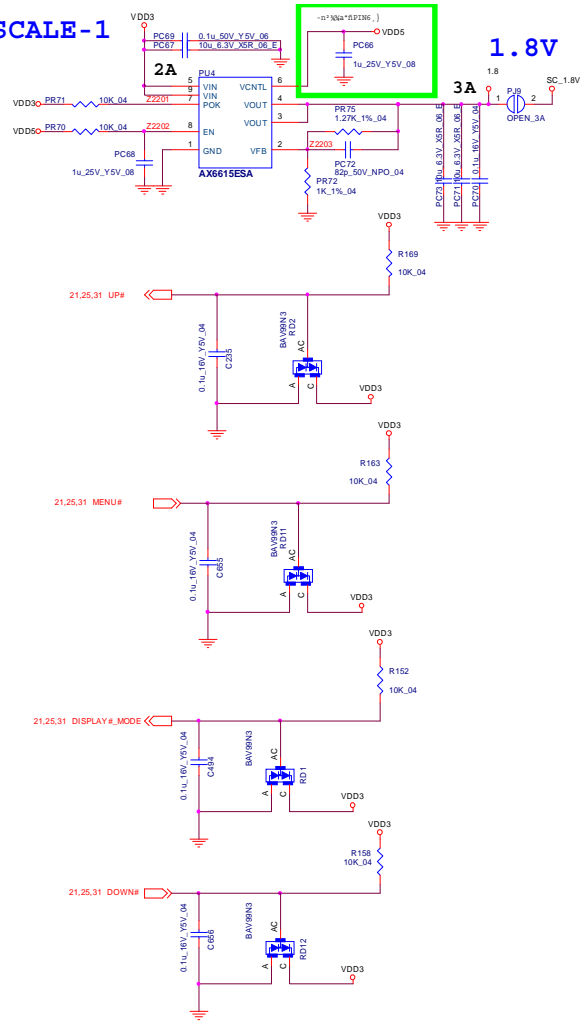 SCALE-1
VDD3
PC69 0.1u_50V_Y5V_06
PC67 10u_6.3V_X5R_06_E
2A
PU4
VDD5
PC66
1u_25V_Y5V_08
1.8V
5 VIN
9 VIN
7 POK
8 EN
1 GND
VCNTL 6
VOUT 4
VOUT 3
VFB 2
AX6615ESA
VDD3 PR71 10K_04 Z2201
VDD5 PR70 10K_04 Z2202
PC68
1u_25V_Y5V_08
PR75
1.27K_1%_04
Z2203
PC72
82p_50V_NPO_04
PR72
1K_1%_04
3A
1.8
PJ9
1 2
OPEN_3A
SC_1.8V
PC73 10u_6.3V_X5R_06_E
PC71 10u_6.3V_X5R_06_E
PC70 0.1u_16V_Y5V_04
VDD3
R169
10K_04
21,25,31 UP#
0.1u_16V_Y5V_04
C235
BAV99N3
RD2
AC
A
C
VDD3
VDD3
R163
10K_04
21,25,31 MENU#
0.1u_16V_Y5V_04
C655
BAV99N3
RD11
AC
A
C
VDD3
VDD3
R152
10K_04
21,25,31 DISPLAY#_MODE
0.1u_16V_Y5V_04
C494
BAV99N3
RD1
AC
A
C
VDD3
VDD3
R158
10K_04
21,25,31 DOWN#
0.1u_16V_Y5V_04
C656
BAV99N3
RD12
AC
A
C
VDD3